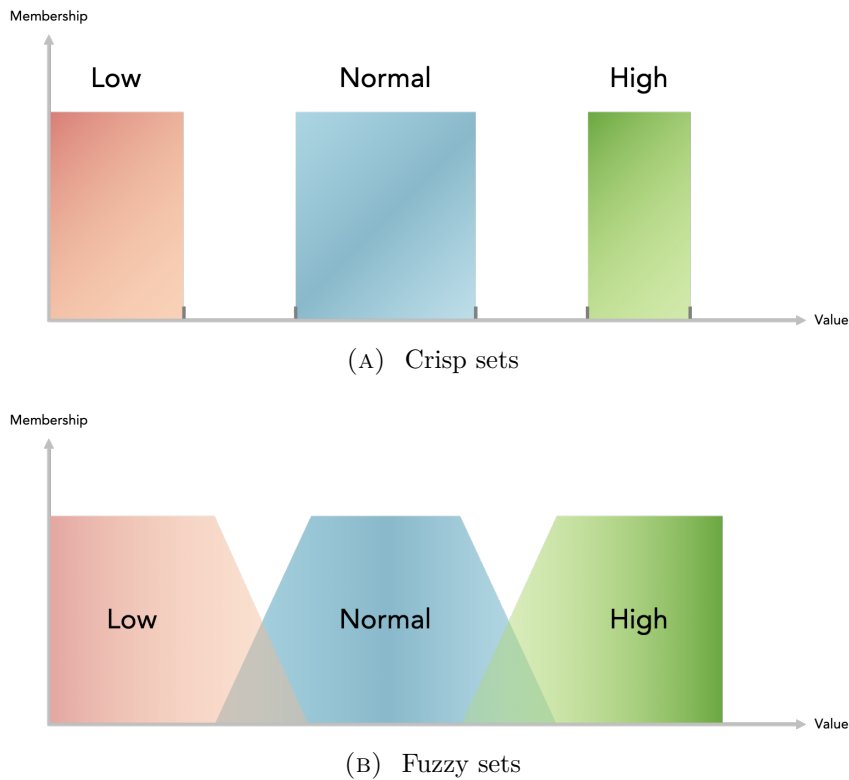 Membership
Low Normal High
Value
(A) Crisp sets
Membership
Low Normal High
Value
(B) Fuzzy sets